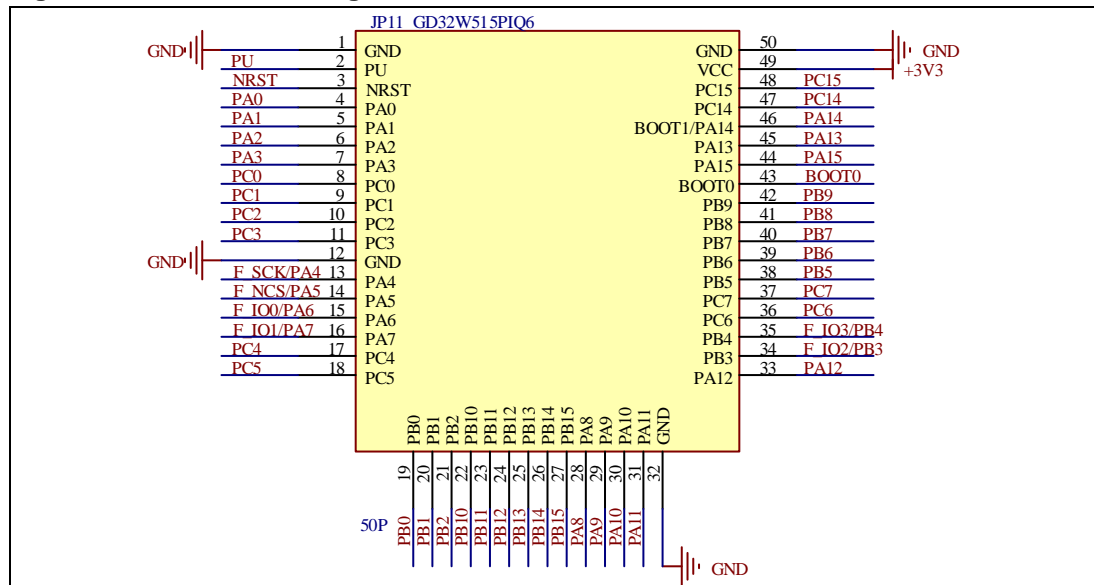 JP11 GD32W515PIQ6
GND 1 GND
PU 2 PU
NRST 3 NRST
PA0 4 PA0
PA1 5 PA1
PA2 6 PA2
PA3 7 PA3
PC0 8 PC0
PC1 9 PC1
PC2 10 PC2
PC3 11 PC3
GND 12 GND
F_SCK/PA4 13 PA4
F_NCS/PA5 14 PA5
F_IO0/PA6 15 PA6
F_IO1/PA7 16 PA7
PC4 17 PC4
PC5 18 PC5
GND 50 GND
VCC 49 +3V3
PC15 48 PC15
PC14 47 PC14
BOOT1/PA14 46 PA14
PA13 45 PA13
PA15 44 PA15
BOOT0 43 BOOT0
PB9 42 PB9
PB8 41 PB8
PB7 40 PB7
PB6 39 PB6
PB5 38 PB5
PC7 37 PC7
PC6 36 PC6
PB4 35 F_IO3/PB4
PB3 34 F_IO2/PB3
PA12 33 PA12
PB0 19 PB0
PB1 20 PB1
PB2 21 PB2
PB10 22 PB10
PB11 23 PB11
PB12 24 PB12
PB13 25 PB13
PB14 26 PB14
PB15 27 PB15
PA8 28 PA8
PA9 29 PA9
PA10 30 PA10
PA11 31 PA11
GND 32 GND
50P